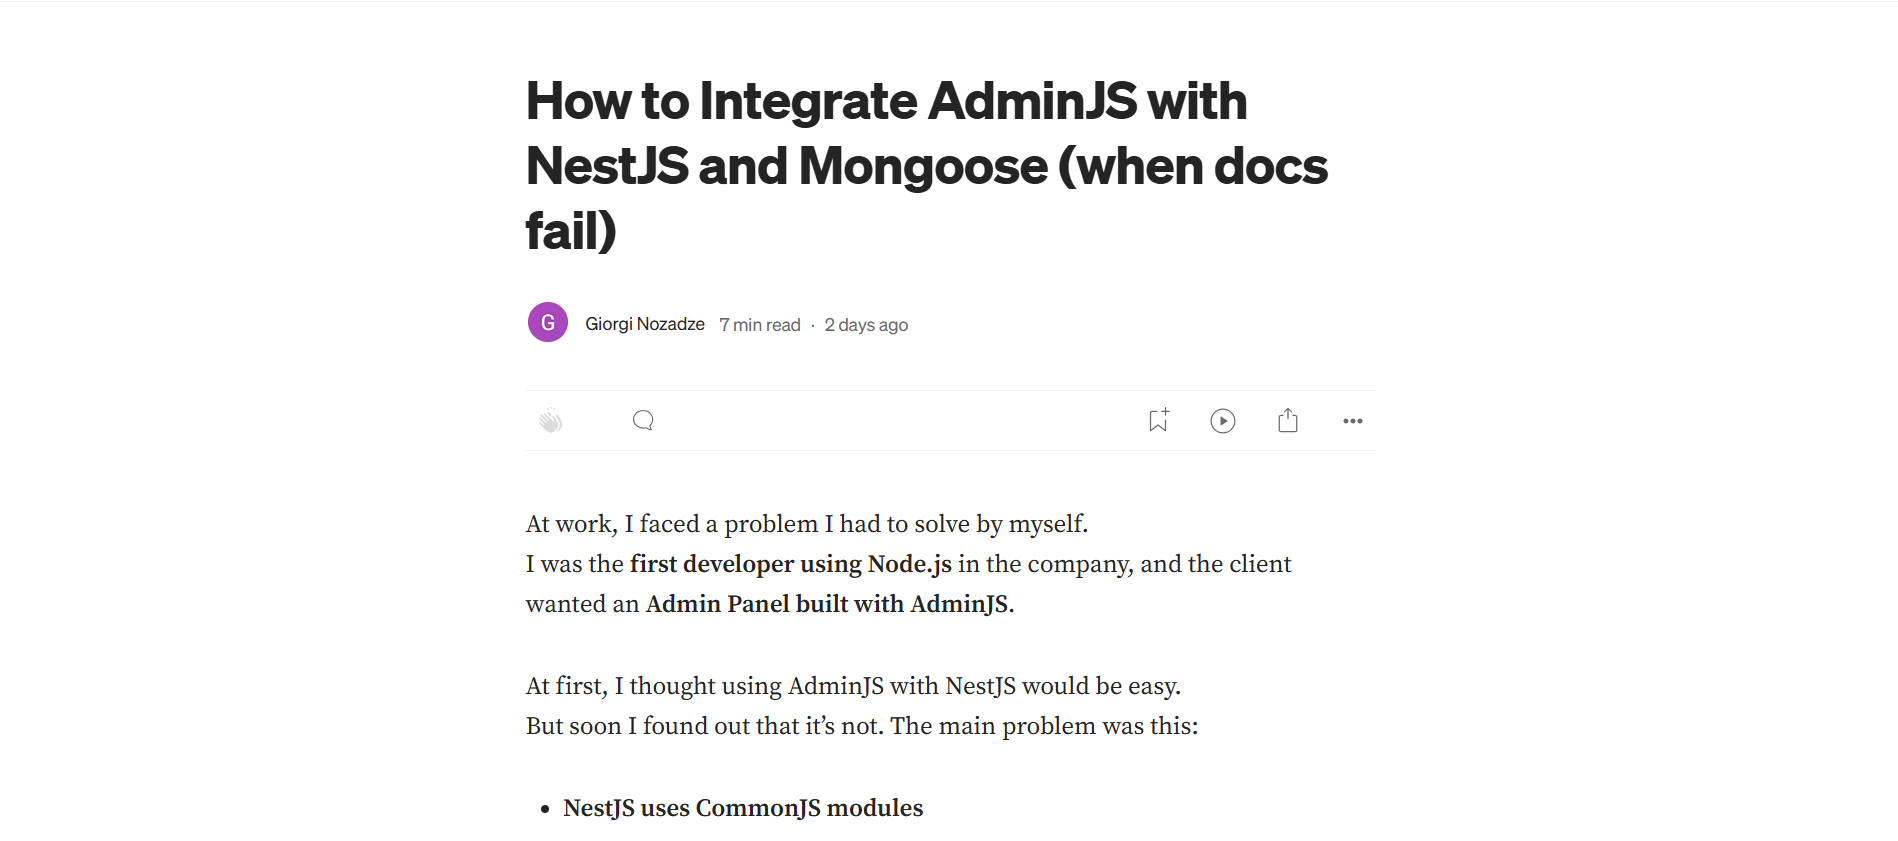 How to Integrate AdminJS with
NestJS and Mongoose (when docs
fail)
G
Giorgi Nozadze 7 min read · 2 days ago
At work, I faced a problem I had to solve by myself.
I was the first developer using Node.js in the company, and the client
wanted an Admin Panel built with AdminJS.
At first, I thought using AdminJS with NestJS would be easy.
But soon I found out that it’s not. The main problem was this:
• NestJS uses CommonJS modules